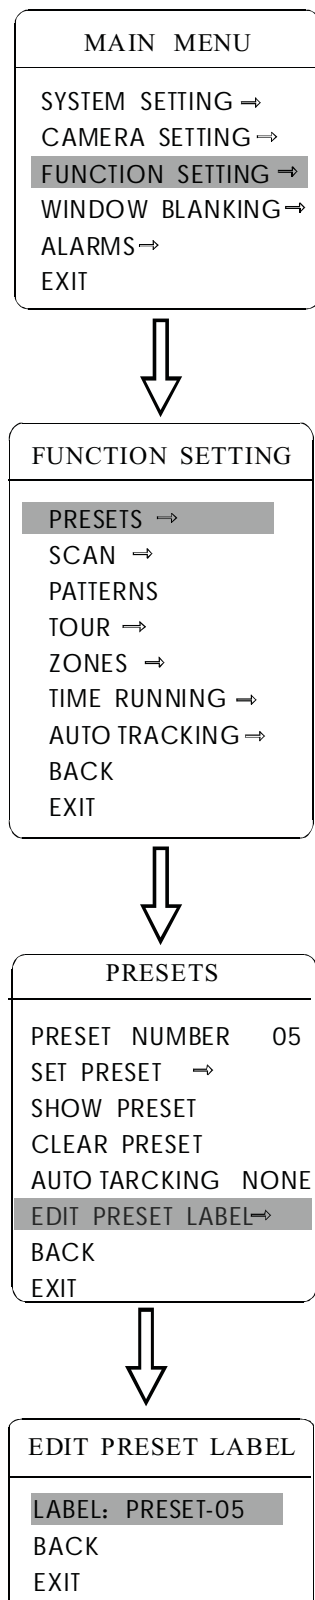 MAIN MENU
SYSTEM SETTING ⇒
CAMERA SETTING ⇒
FUNCTION SETTING ⇒
WINDOW BLANKING ⇒
ALARMS ⇒
EXIT
FUNCTION SETTING
PRESETS ⇒
SCAN ⇒
PATTERNS
TOUR ⇒
ZONES ⇒
TIME RUNNING ⇒
AUTO TRACKING ⇒
BACK
EXIT
PRESETS
PRESET NUMBER 05
SET PRESET ⇒
SHOW PRESET
CLEAR PRESET
AUTO TARCKING NONE
EDIT PRESET LABEL ⇒
BACK
EXIT
EDIT PRESET LABEL
LABEL: PRESET-05
BACK
EXIT